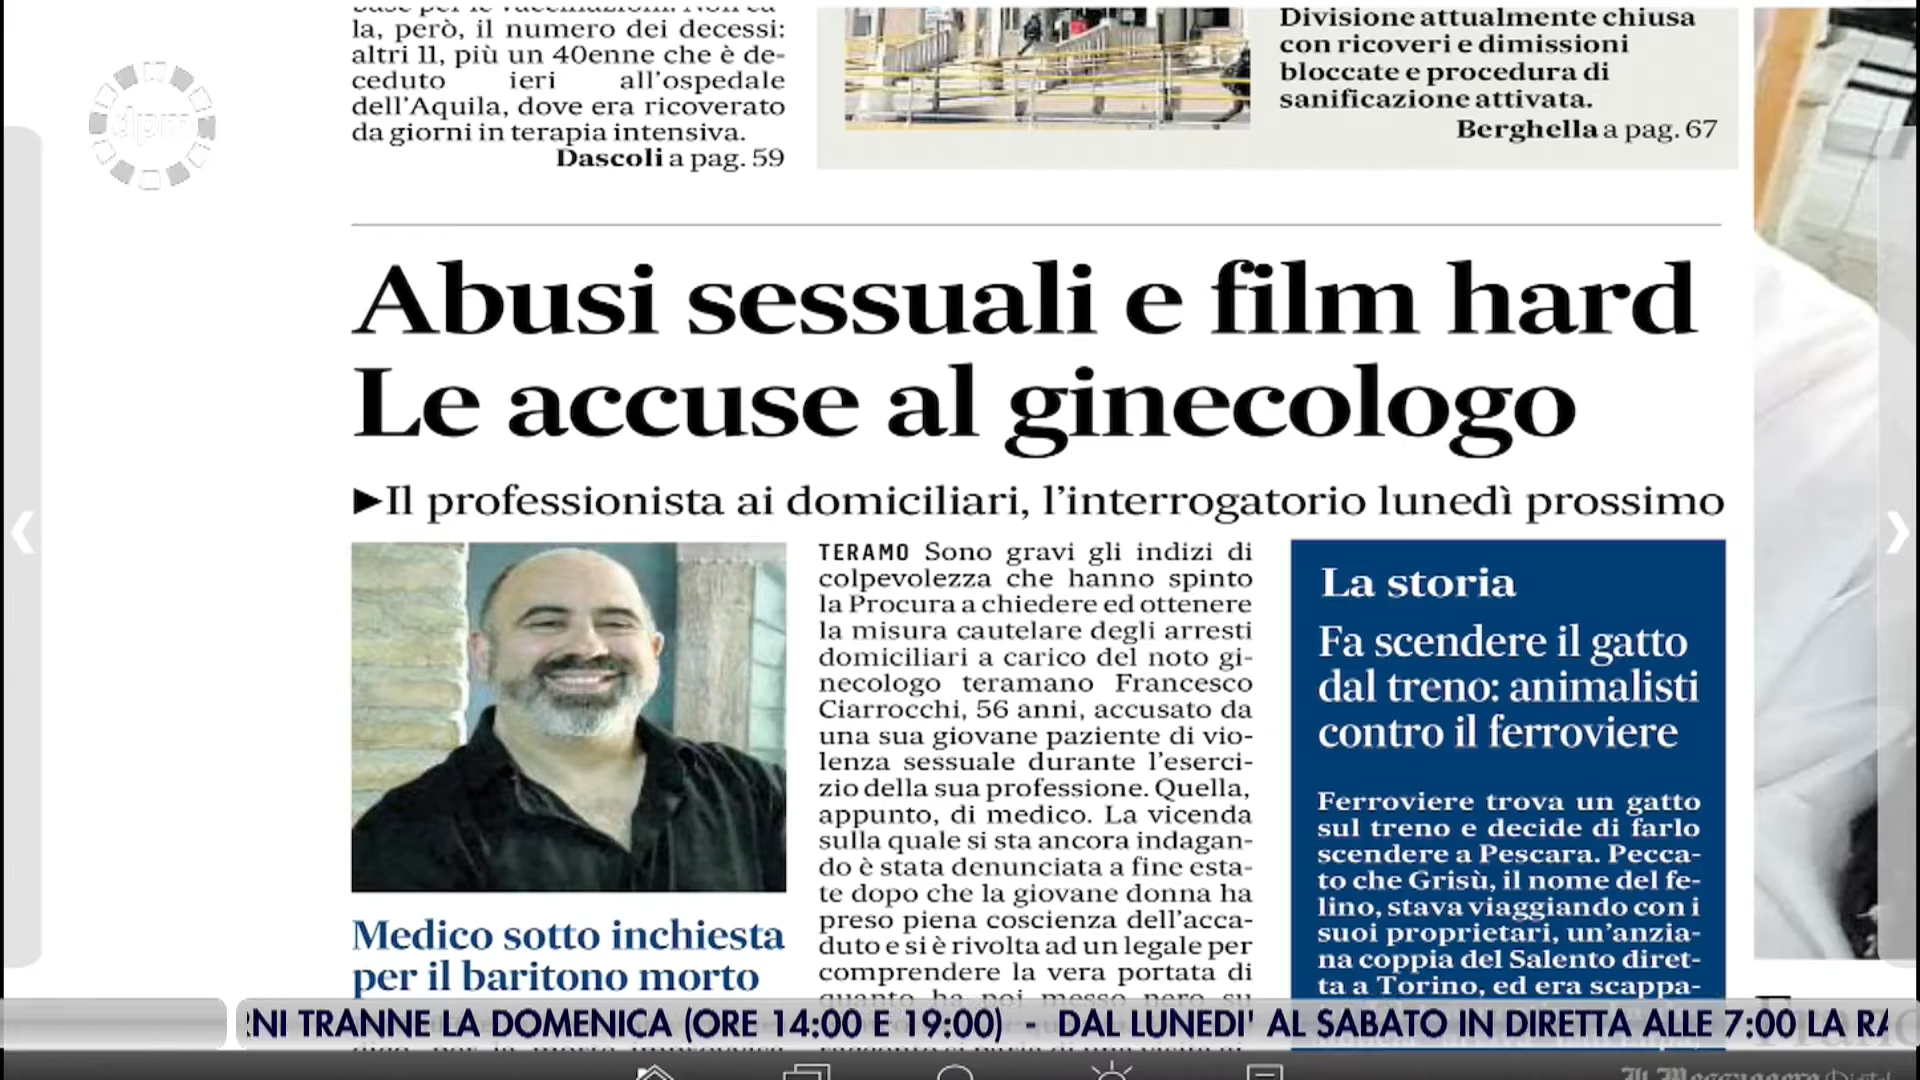 la, però, il numero dei decessi:
altri 11, più un 40enne che è de-
ceduto ieri all'ospedale
dell'Aquila, dove era ricoverato
da giorni in terapia intensiva.
Dascoli a pag. 59
Divisione attualmente chiusa
con ricoveri e dimissioni
bloccate e procedura di
sanificazione attivata.
Berghella a pag. 67
dpm
Abusi sessuali e film hard
Le accuse al ginecologo
►Il professionista ai domiciliari, l'interrogatorio lunedì prossimo
Medico sotto inchiesta
per il baritono morto
TERAMO Sono gravi gli indizi di
colpevolezza che hanno spinto
la Procura a chiedere ed ottenere
la misura cautelare degli arresti
domiciliari a carico del noto gi-
necologo teramano Francesco
Ciarrocchi, 56 anni, accusato da
una sua giovane paziente di vio-
lenza sessuale durante l'eserci-
zio della sua professione. Quella,
appunto, di medico. La vicenda
sulla quale si sta ancora indagan-
do è stata denunciata a fine esta-
te dopo che la giovane donna ha
preso piena coscienza dell'acca-
duto e si è rivolta ad un legale per
comprendere la vera portata di
quanto ha poi messo nero su
La storia
Fa scendere il gatto
dal treno: animalisti
contro il ferroviere
Ferroviere trova un gatto
sul treno e decide di farlo
scendere a Pescara. Pecca-
to che Grisù, il nome del fe-
lino, stava viaggiando con i
suoi proprietari, un'anzia-
na coppia del Salento diret-
ta a Torino, ed era scappa-
RNI TRANNE LA DOMENICA (ORE 14:00 E 19:00) - DAL LUNEDI' AL SABATO IN DIRETTA ALLE 7:00 LA RA